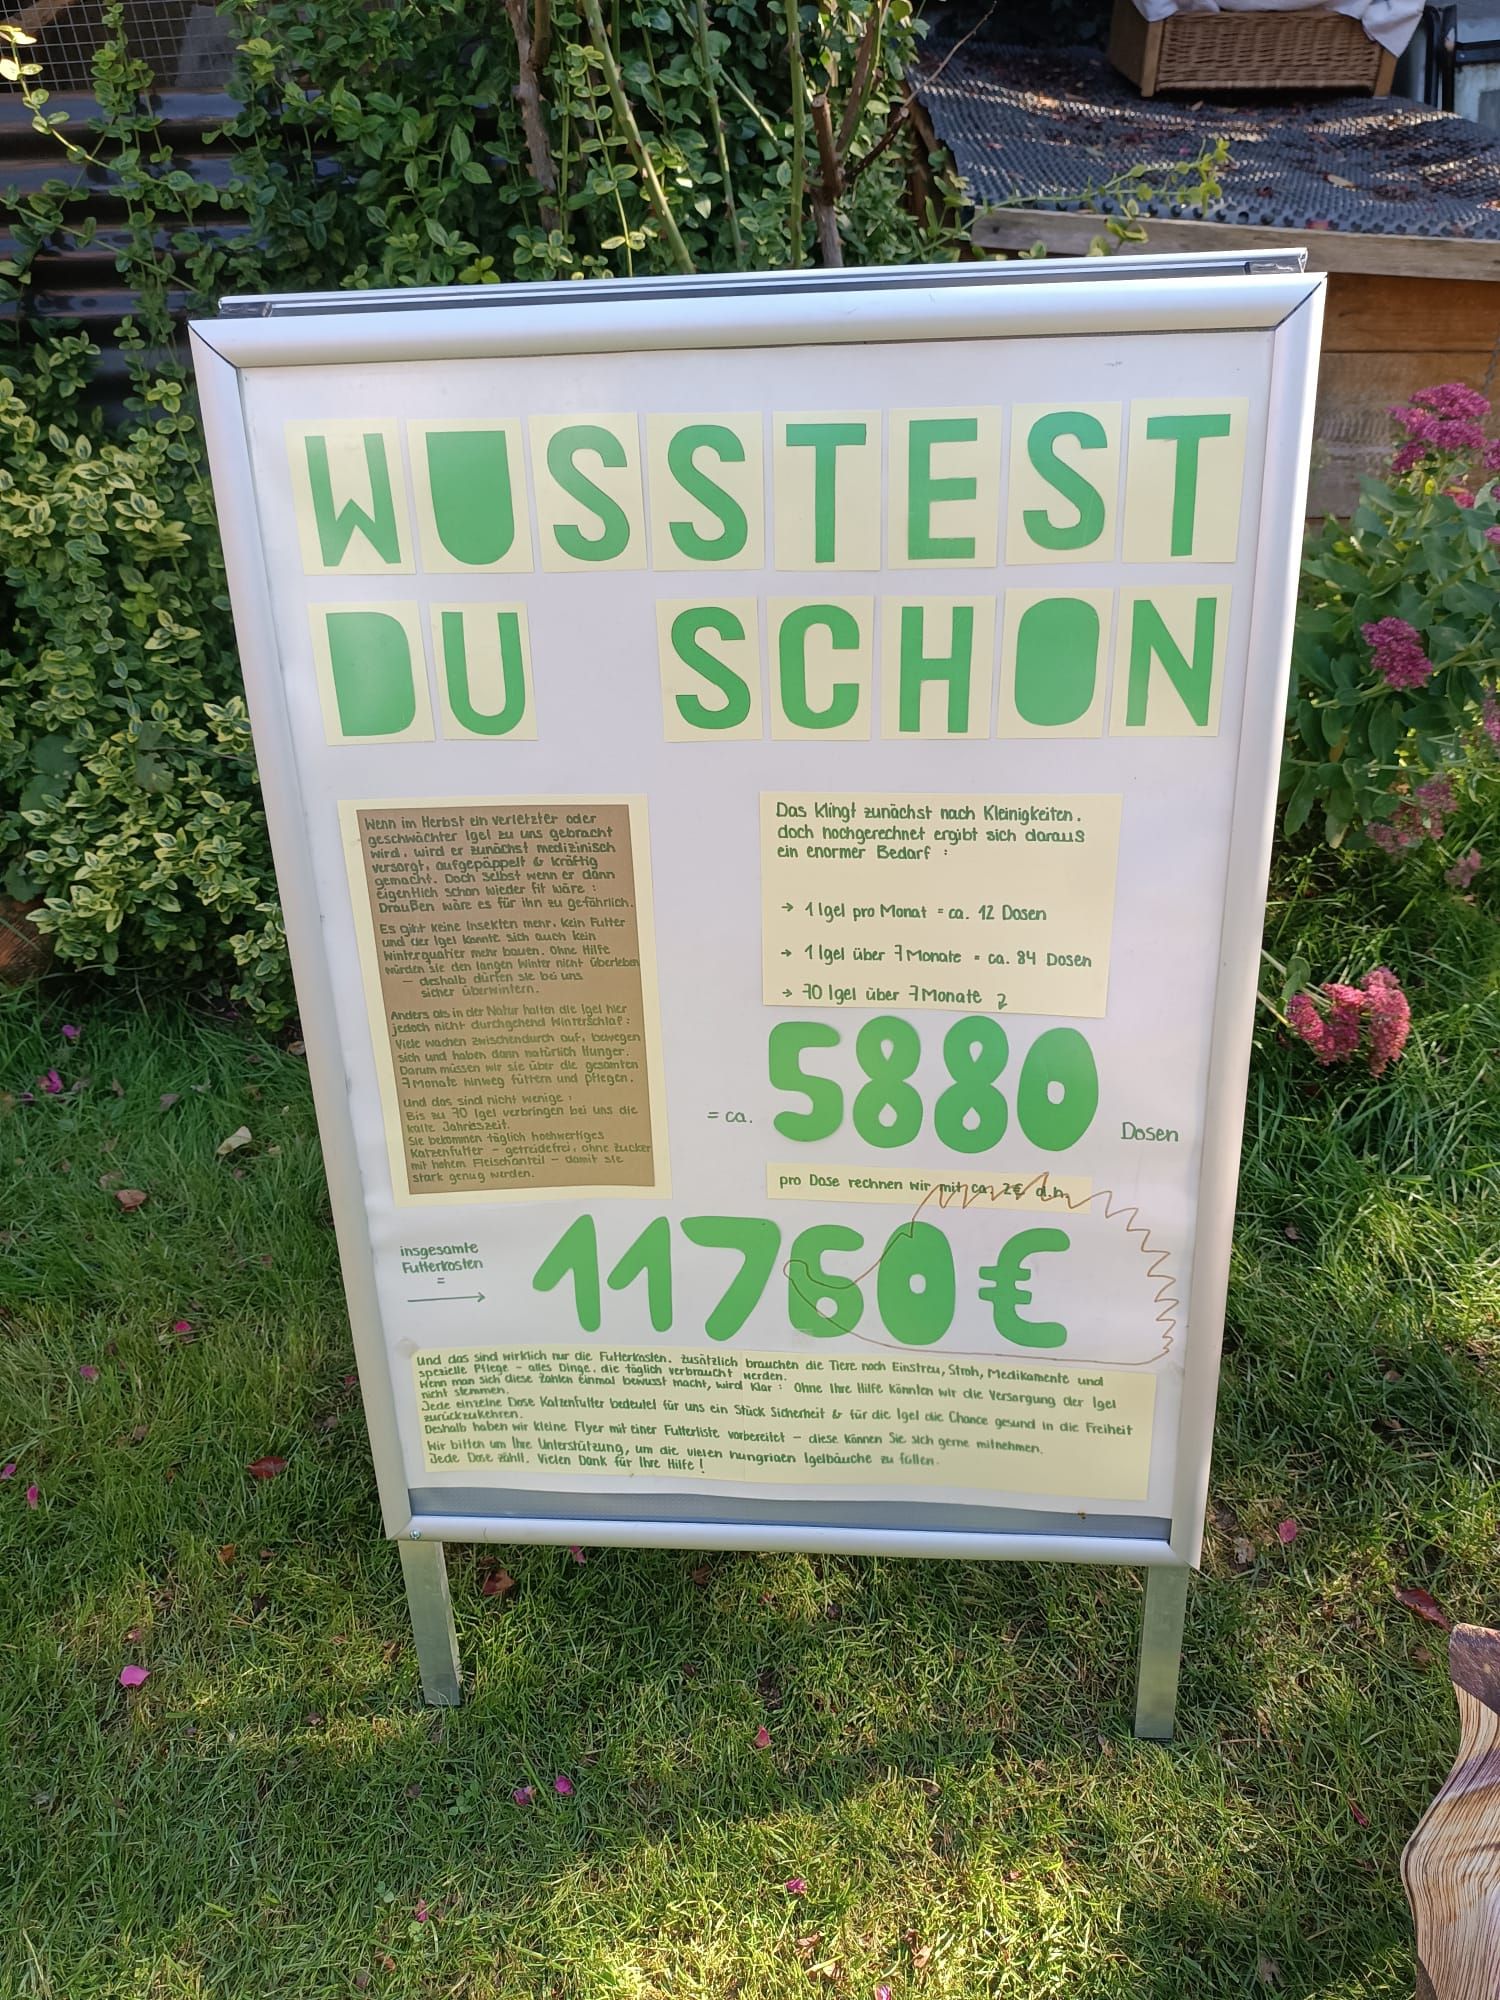 WUSSTEST
DU SCHON
Wenn im Herbst ein verletzter oder
geschwächter Igel zu uns gebracht
wird, wird er zunächst medizinisch
versorgt, aufgepäppelt & kräftig
gemacht. Doch selbst wenn er dann
eigentlich schon wieder fit wäre :
Draußen wäre es für ihn zu gefährlich.
Es gibt keine Insekten mehr, kein Futter
und der Igel könnte sich auch kein
Winterquatier mehr bauen. Ohne Hilfe
würden sie den langen Winter nicht überleben
– deshalb dürfen sie bei uns
sicher überwintern.
Anders als in der Natur halten die Igel hier
jedoch nicht durchgehend Winterschlaf :
Viele wachen zwischendurch auf, bewegen
sich und haben dann natürlich Hunger.
Darum müssen wir sie über die gesamten
7 Monate hinweg füttern und pflegen.
Und das sind nicht wenige :
Bis zu 70 Igel verbringen bei uns die
kalte Jahreszeit.
Sie bekommen täglich hochwertiges
Katzenfutter – getreidefrei, ohne Zucker
mit hohem Fleischanteil – damit sie
stark genug werden.
Das klingt zunächst nach Kleinigkeiten,
doch hochgerechnet ergibt sich daraus
ein enormer Bedarf :
→ 1 Igel pro Monat = ca. 12 Dosen
→ 1 Igel über 7 Monate = ca. 84 Dosen
→ 70 Igel über 7 Monate
= ca. 5880 Dosen
pro Dose rechnen wir mit ca. 2€ d.h.
insgesamte
Futterkosten
=
→ 11760 €
Und das sind wirklich nur die Futterkosten. Zusätzlich brauchen die Tiere noch Einstreu, Stroh, Medikamente und
spezielle Pflege – alles Dinge, die täglich verbraucht werden.
Wenn man sich diese Zahlen einmal bewusst macht, wird klar : Ohne Ihre Hilfe könnten wir die Versorgung der Igel
nicht stemmen.
Jede einzelne Dose Katzenfutter bedeutet für uns ein Stück Sicherheit & für die Igel die Chance gesund in die Freiheit
zurückzukehren.
Deshalb haben wir kleine Flyer mit einer Futterliste vorbereitet – diese können Sie sich gerne mitnehmen.
Wir bitten um Ihre Unterstützung, um die vielen hungrigen Igelbäuche zu füllen.
Jede Dose zählt. Vielen Dank für Ihre Hilfe !